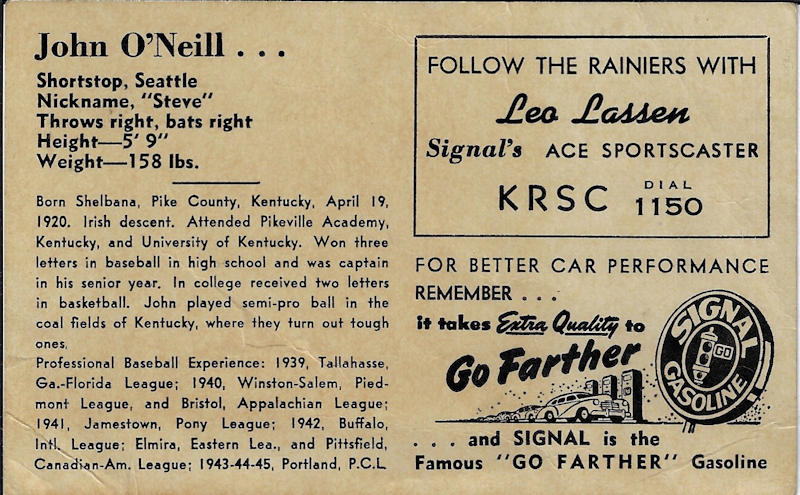 John O'Neill . . .
Shortstop, Seattle
Nickname, "Steve"
Throws right, bats right
Height—5' 9"
Weight—158 lbs.
Born Shelbana, Pike County, Kentucky, April 19,
1920. Irish descent. Attended Pikeville Academy,
Kentucky, and University of Kentucky. Won three
letters in baseball in high school and was captain
in his senior year. In college received two letters
in basketball. John played semi-pro ball in the
coal fields of Kentucky, where they turn out tough
ones.
Professional Baseball Experience: 1939, Tallahasse,
Ga.-Florida League; 1940, Winston-Salem, Pied-
mont League, and Bristol, Appalachian League;
1941, Jamestown, Pony League; 1942, Buffalo,
Intl. League; Elmira, Eastern Lea., and Pittsfield,
Canadian-Am. League; 1943-44-45, Portland, P.C.L.
FOLLOW THE RAINIERS WITH
Leo Lassen
Signal's ACE SPORTSCASTER
KRSC DIAL 1150
FOR BETTER CAR PERFORMANCE
REMEMBER . . .
it takes Extra Quality to
Go Farther
SIGNAL
GO
GASOLINE
. . . and SIGNAL is the
Famous "GO FARTHER" Gasoline